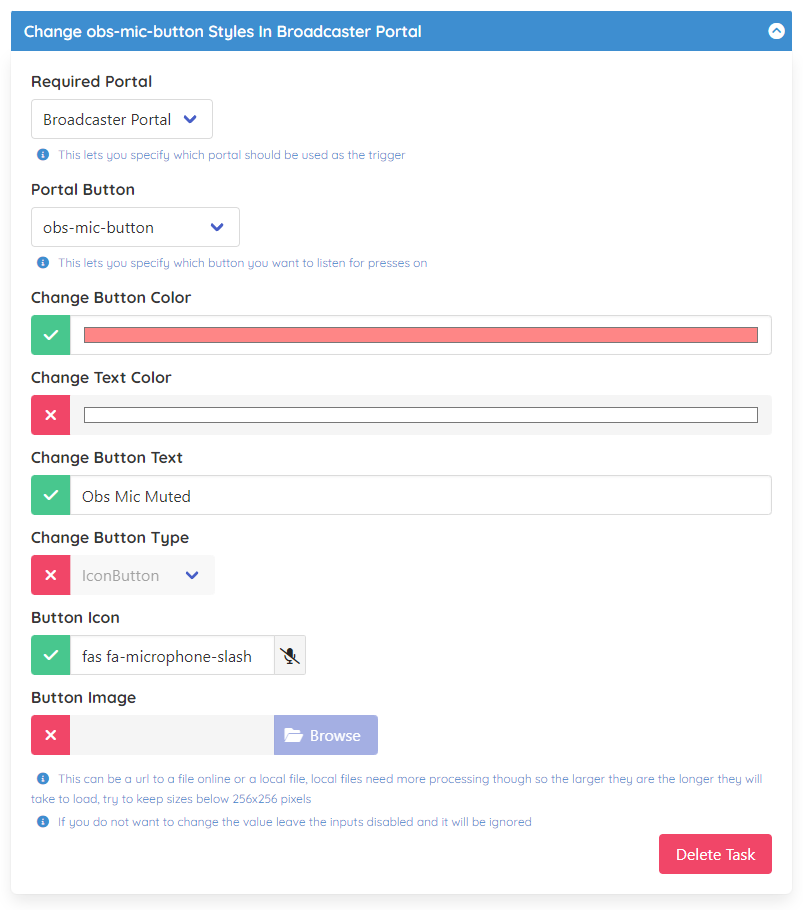 Change obs-mic-button Styles In Broadcaster Portal
Required Portal
Broadcaster Portal
This lets you specify which portal should be used as the trigger
Portal Button
obs-mic-button
This lets you specify which button you want to listen for presses on
Change Button Color
Change Text Color
Change Button Text
Obs Mic Muted
Change Button Type
IconButton
Button Icon
fas fa-microphone-slash
Button Image
Browse
This can be a url to a file online or a local file, local files need more processing though so the larger they are the longer they will
take to load, try to keep sizes below 256x256 pixels
If you do not want to change the value leave the inputs disabled and it will be ignored
Delete Task